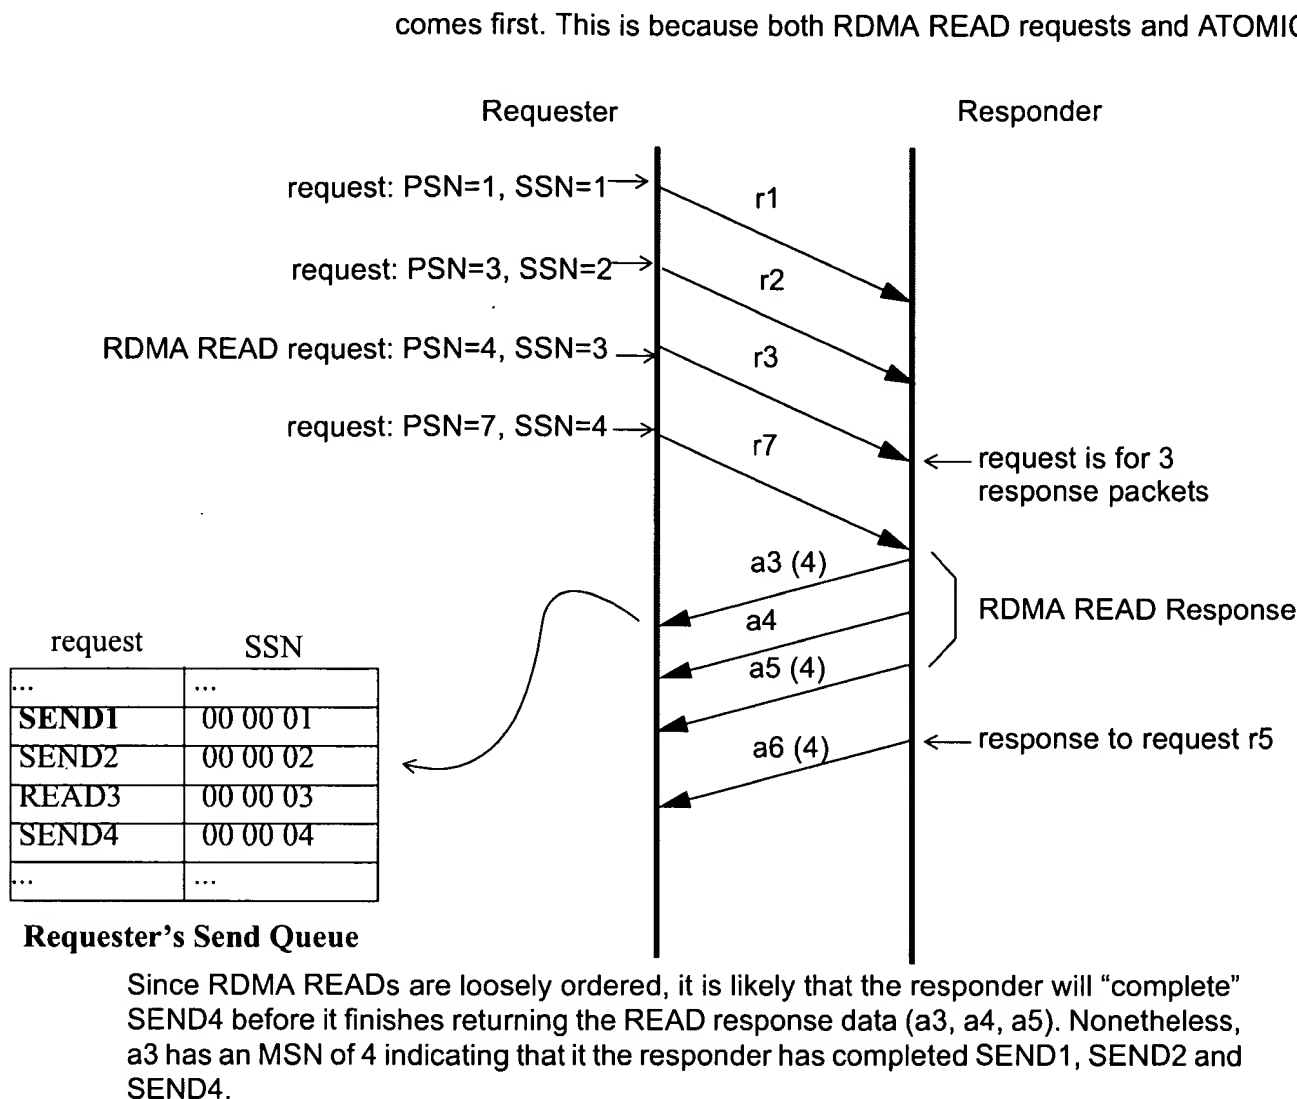 comes first. This is because both RDMA READ requests and ATOMIC
Requester
Responder
request: PSN=1, SSN=1
r1
request: PSN=3, SSN=2
r2
RDMA READ request: PSN=4, SSN=3
r3
request: PSN=7, SSN=4
r7
request is for 3
response packets
a3 (4)
a4
RDMA READ Response
a5 (4)
a6 (4)
response to request r5
request SSN
... ...
SEND1 00 00 01
SEND2 00 00 02
READ3 00 00 03
SEND4 00 00 04
... ...
Requester's Send Queue
Since RDMA READs are loosely ordered, it is likely that the responder will “complete”
SEND4 before it finishes returning the READ response data (a3, a4, a5). Nonetheless,
a3 has an MSN of 4 indicating that it the responder has completed SEND1, SEND2 and
SEND4.